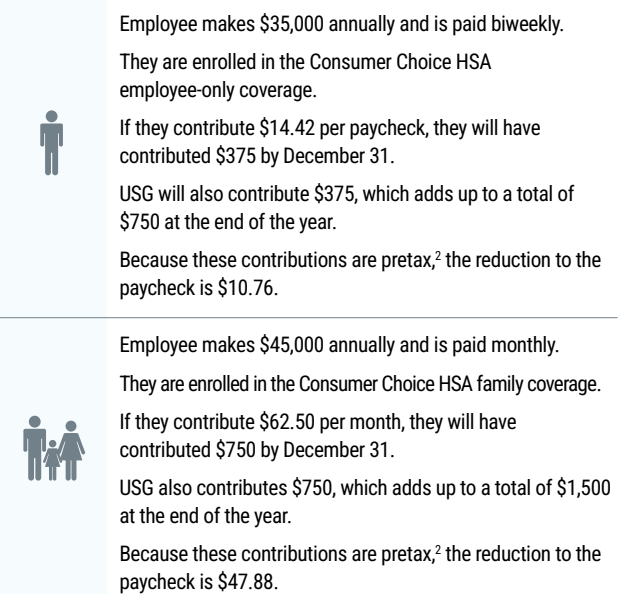 Employee makes $35,000 annually and is paid biweekly.
They are enrolled in the Consumer Choice HSA
employee-only coverage.
If they contribute $14.42 per paycheck, they will have
contributed $375 by December 31.
USG will also contribute $375, which adds up to a total of
$750 at the end of the year.
Because these contributions are pretax,² the reduction to the
paycheck is $10.76.
Employee makes $45,000 annually and is paid monthly.
They are enrolled in the Consumer Choice HSA family coverage.
If they contribute $62.50 per month, they will have
contributed $750 by December 31.
USG also contributes $750, which adds up to a total of $1,500
at the end of the year.
Because these contributions are pretax,² the reduction to the
paycheck is $47.88.